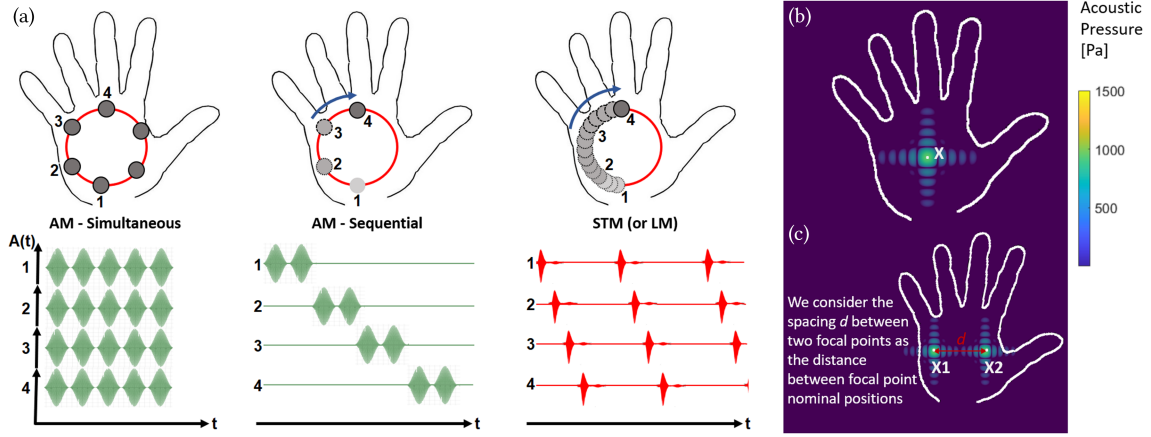 (a)
4
3
2
1
AM - Simultaneous
4
3
2
1
AM - Sequential
4
3
2
1
STM (or LM)
A(t)
1
2
3
4
t
1
2
3
4
t
1
2
3
4
t
(b)
X
Acoustic
Pressure
[Pa]
1500
1000
500
(c)
We consider the
spacing d between
two focal points as
the distance
between focal point
nominal positions
d
X1 X2